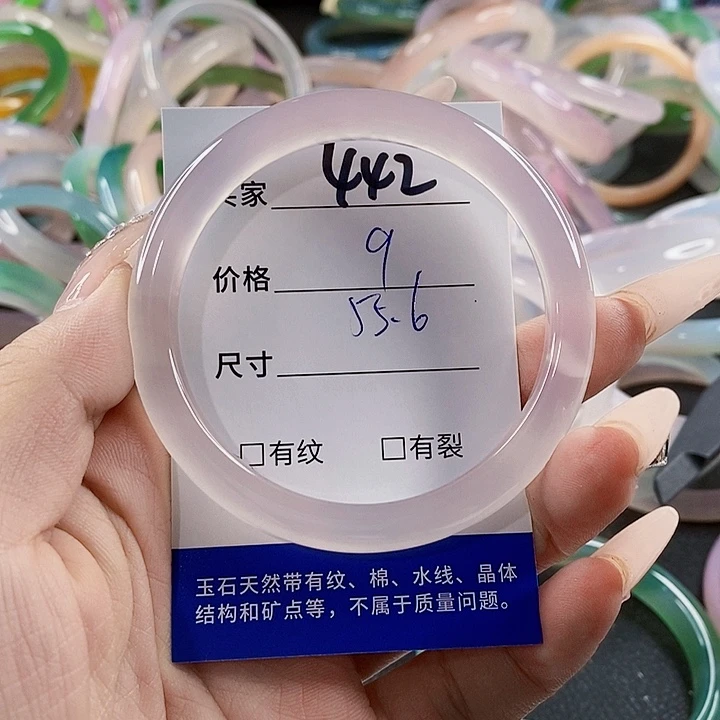 家 442
价格 9
55.6
尺寸
□有纹 □有裂
玉石天然带有纹、棉、水线、晶体
结构和矿点等，不属于质量问题。